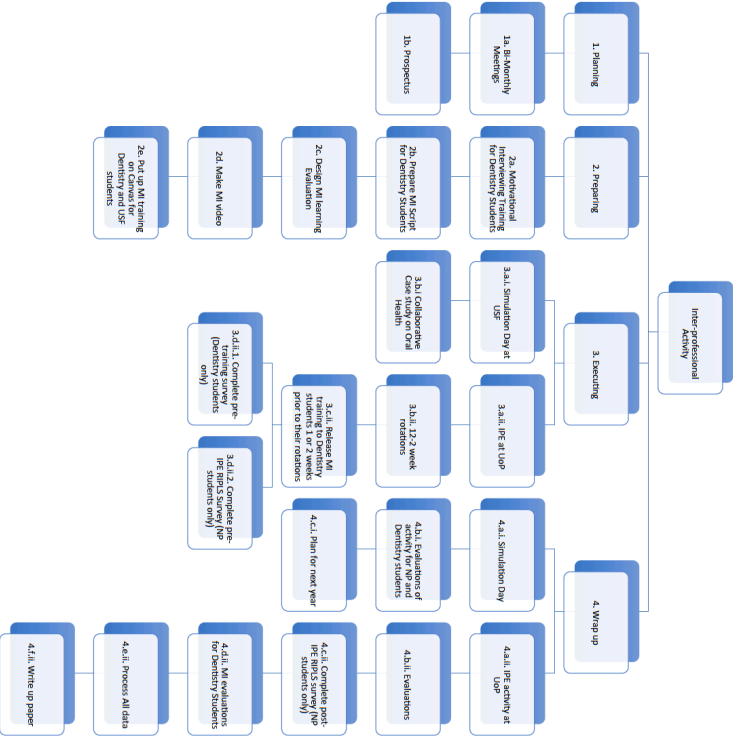 Inter-professional
Activity
1. Planning
1a. Bi-Monthly
Meetings
1b. Prospectus
2. Preparing
2a. Motivational
Interviewing Training
for Dentistry Students
2b. Prepare MI Script
for Dentistry Students
2c. Design MI learning
Evaluation
2d. Make MI video
2e. Put up MI training
on Canvas for
Dentistry and USF
students
3. Executing
3.a.i. Simulation Day at
USF
3.b.i Collaborative
Case study on Oral
Health
3.a.ii. IPE at UoP
3.b.ii. 12-2 week
rotations
3.c.ii. Release MI
training to Dentistry
students 1 or 2 weeks
prior to their rotations
3.d.ii.1. Complete pre-
training survey
(Dentistry students
only)
3.d.ii.2. Complete pre-
IPE RIPLS Survey (NP
students only)
4. Wrap up
4.a.i. Simulation Day
4.b.i. Evaluations of
activity for NP and
Dentistry students
4.c.i. Plan for next year
4.a.ii. IPE activity at
UoP
4.b.ii. Evaluations
4.c.ii. Complete post-
IPE RIPLS survey (NP
students only)
4.d.ii. MI evaluations
for Dentistry Students
4.e.ii. Process All data
4.f.ii. Write up paper